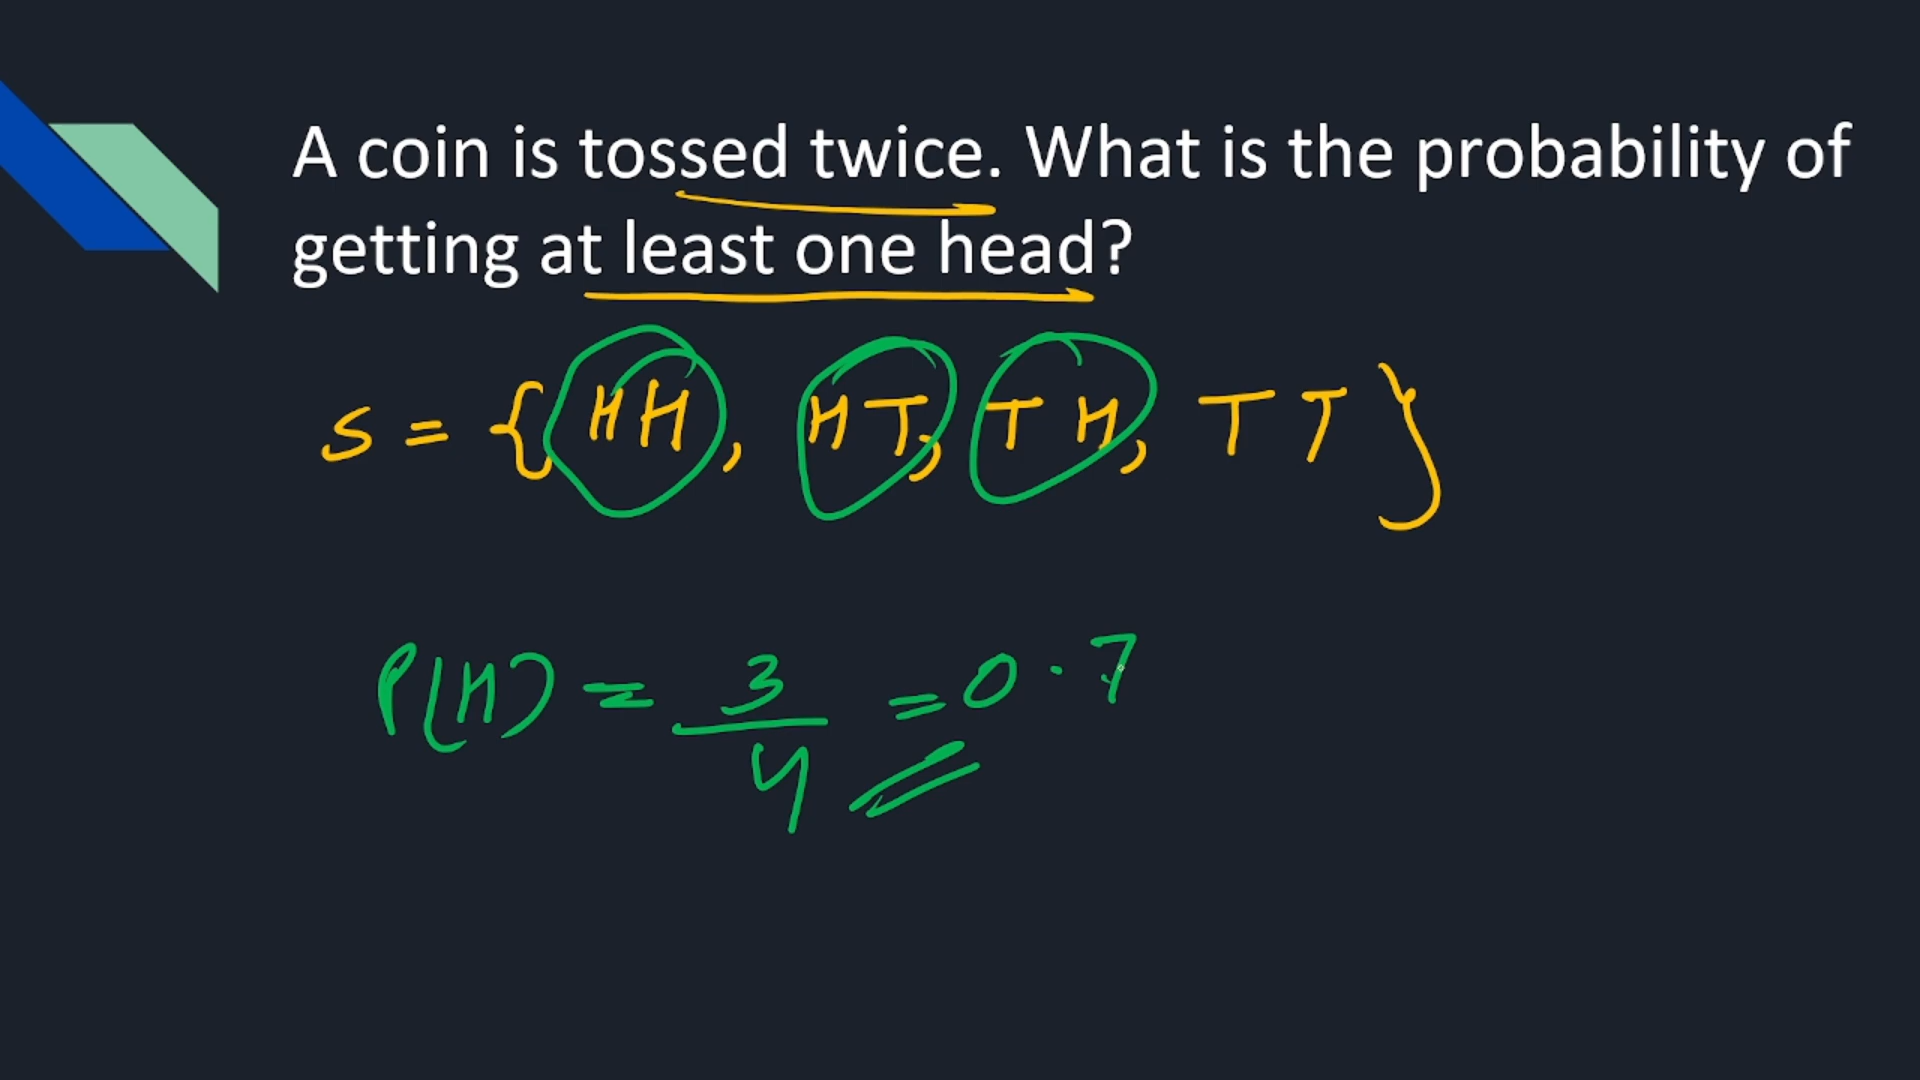 A coin is tossed twice. What is the probability of
getting at least one head?
S = { HH, HT, TH, TT }
P(H) = 3/4 = 0.7